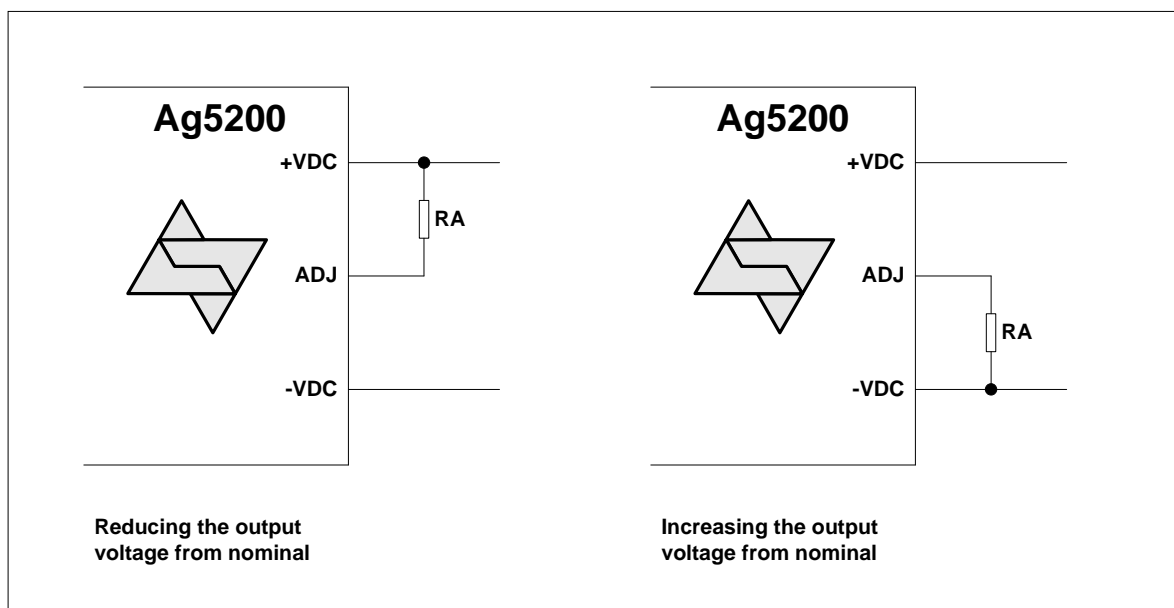 Ag5200
+VDC
RA
ADJ
-VDC
Reducing the output
voltage from nominal
Ag5200
+VDC
ADJ
RA
-VDC
Increasing the output
voltage from nominal